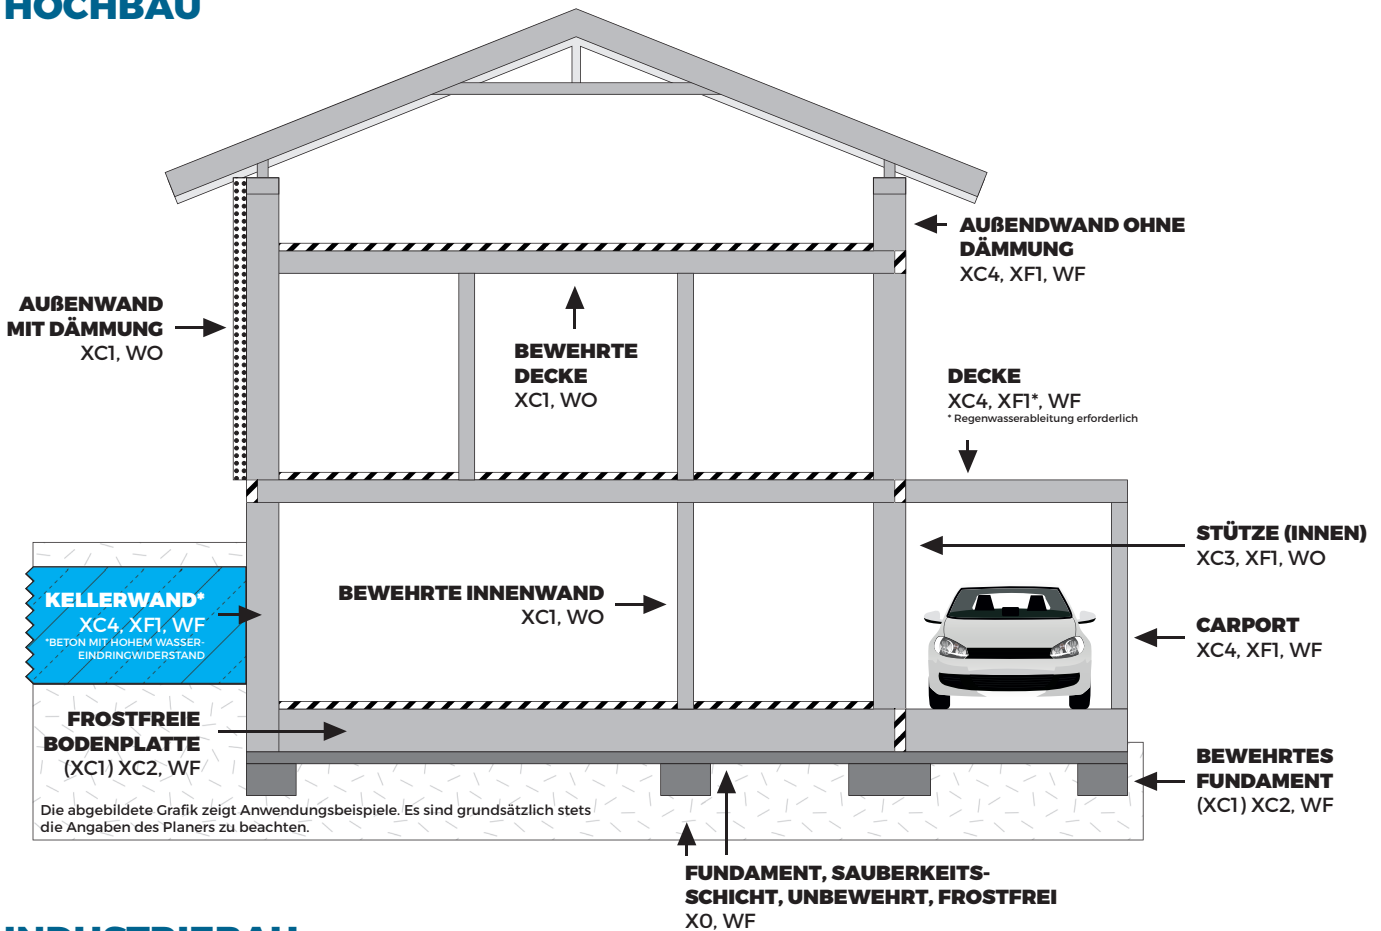 HOCHBAU
AUßENDWAND OHNE
DÄMMUNG
XC4, XF1, WF
AUßENWAND
MIT DÄMMUNG
XC1, WO
BEWEHRTE
DECKE
XC1, WO
DECKE
XC4, XF1*, WF
* Regenwasserableitung erforderlich
STÜTZE (INNEN)
XC3, XF1, WO
KELLERWAND*
XC4, XF1, WF
*BETON MIT HOHEM WASSER-
EINDRINGWIDERSTAND
BEWEHRTE INNENWAND
XC1, WO
CARPORT
XC4, XF1, WF
FROSTFREIE
BODENPLATTE
(XC1) XC2, WF
BEWEHRTES
FUNDAMENT
(XC1) XC2, WF
Die abgebildete Grafik zeigt Anwendungsbeispiele. Es sind grundsätzlich stets
die Angaben des Planers zu beachten.
FUNDAMENT, SAUBERKEITS-
SCHICHT, UNBEWEHRT, FROSTFREI
X0, WF
INDUSTRIEBAU